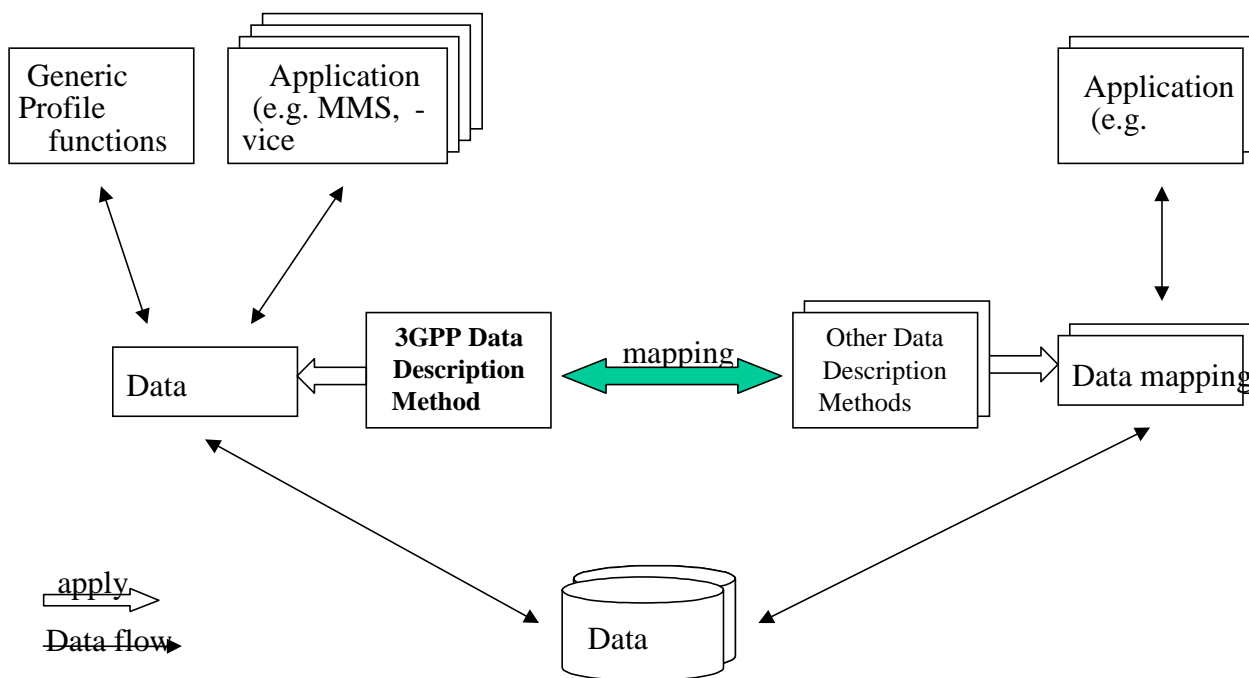 Generic
Profile
functions
Application
(e.g. MMS, -
vice
Application
(e.g.
Data
3GPP Data
Description
Method
mapping
Other Data
Description
Methods
Data mapping
apply
Data flow
Data